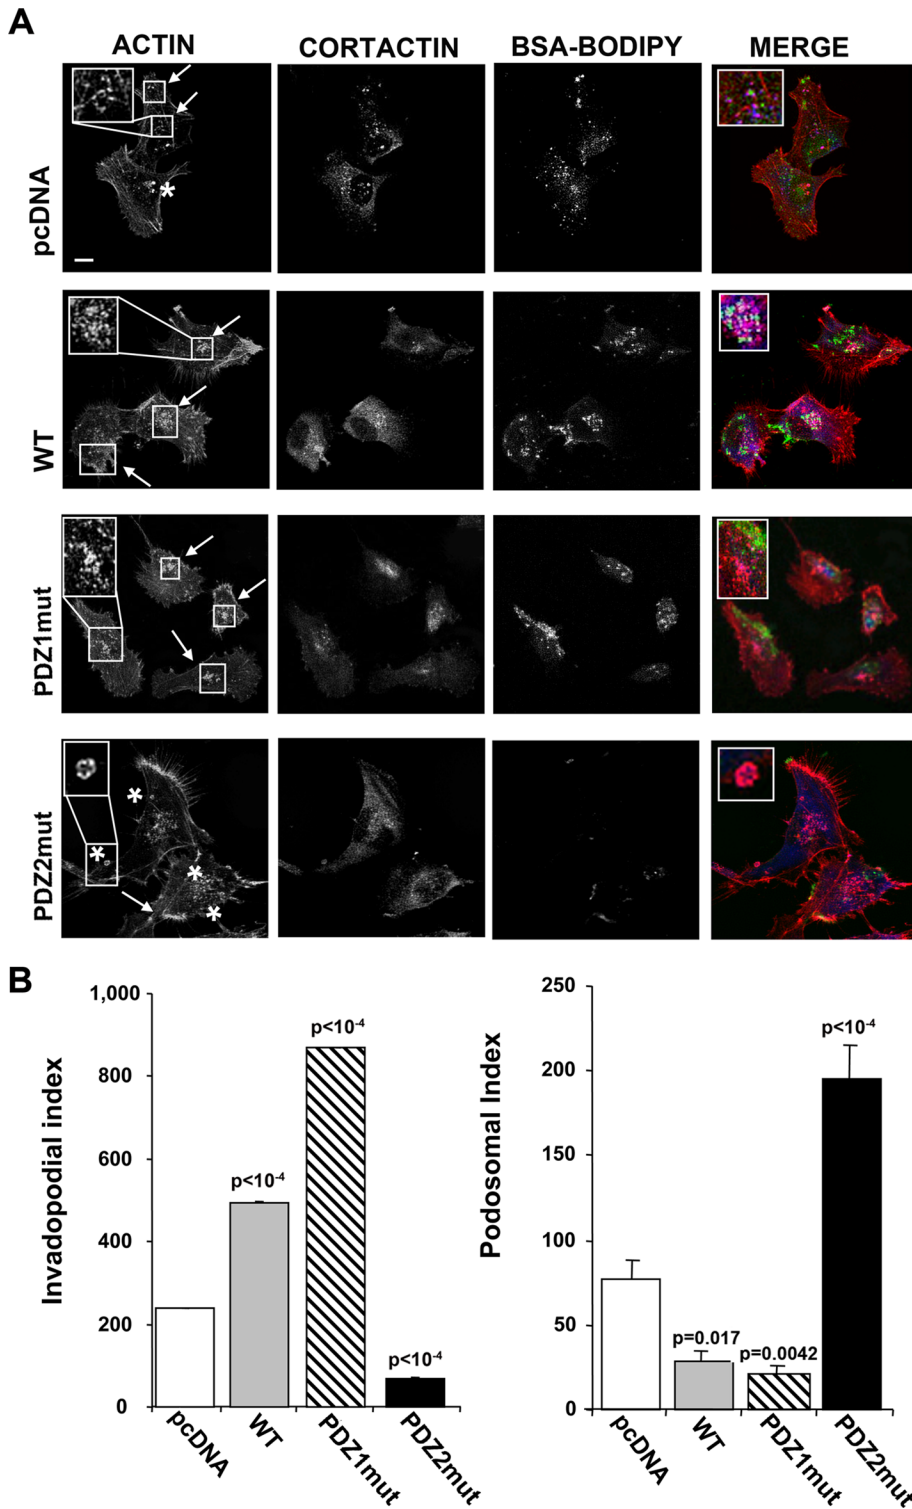 A
ACTIN CORTACTIN BSA-BODIPY MERGE
pcDNA
*
WT
PDZ1mut
PDZ2mut
*
*
*
*
B
Invadopodial index
1,000
800
600
400
200
0
p<10-4
p<10-4
p<10-4
pcDNA WT PDZ1mut PDZ2mut
Podosomal Index
250
200
150
100
50
0
p=0.017
p=0.0042
p<10-4
pcDNA WT PDZ1mut PDZ2mut